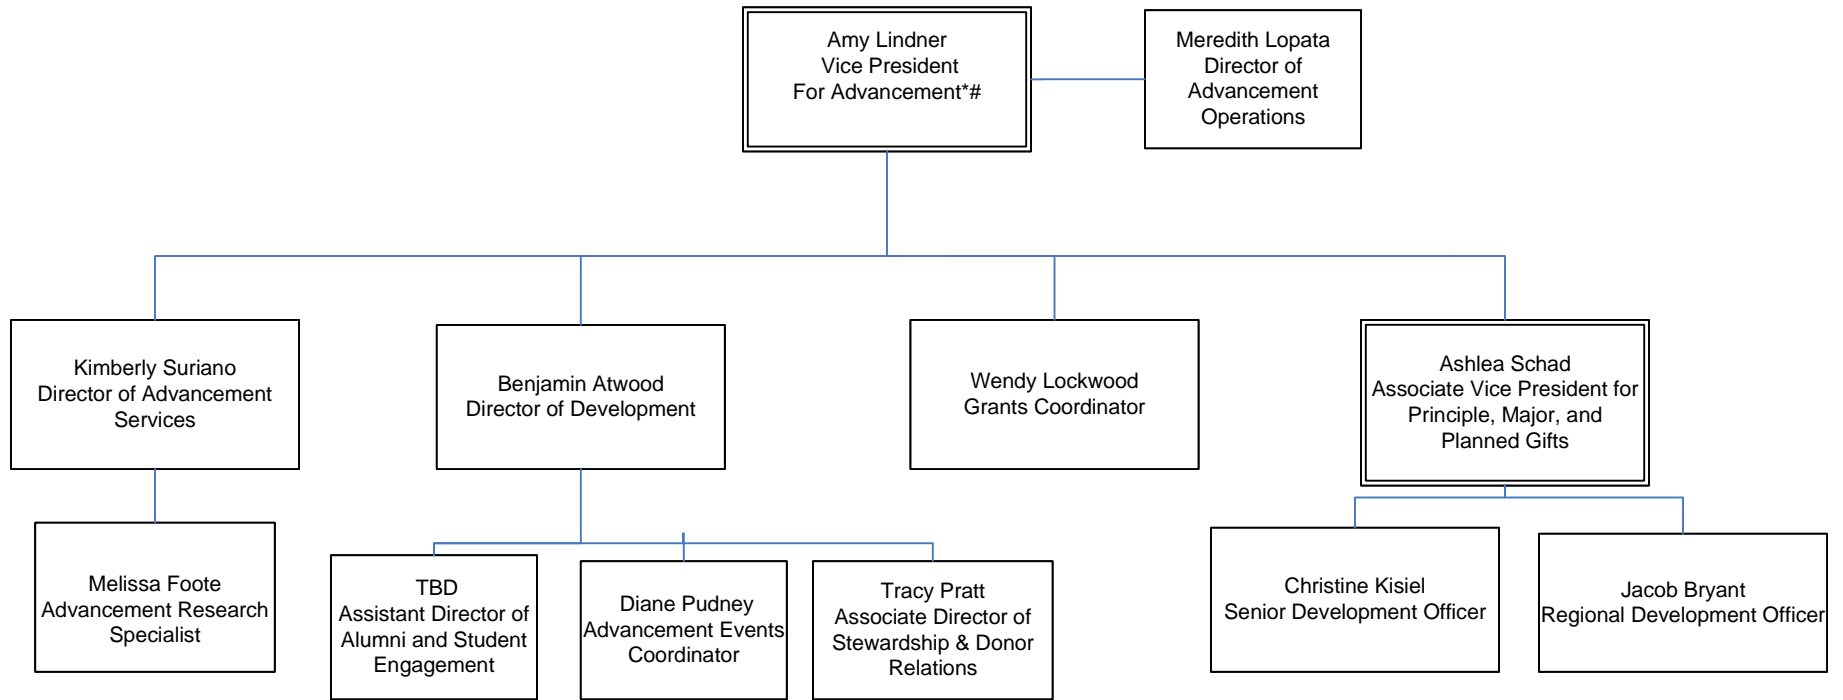 Amy Lindner
Vice President
For Advancement*#
Meredith Lopata
Director of
Advancement
Operations
Kimberly Suriano
Director of Advancement
Services
Benjamin Atwood
Director of Development
Wendy Lockwood
Grants Coordinator
Ashlea Schad
Associate Vice President for
Principle, Major, and
Planned Gifts
Melissa Foote
Advancement Research
Specialist
TBD
Assistant Director of
Alumni and Student
Engagement
Diane Pudney
Advancement Events
Coordinator
Tracy Pratt
Associate Director of
Stewardship & Donor
Relations
Christine Kisiel
Senior Development Officer
Jacob Bryant
Regional Development Officer